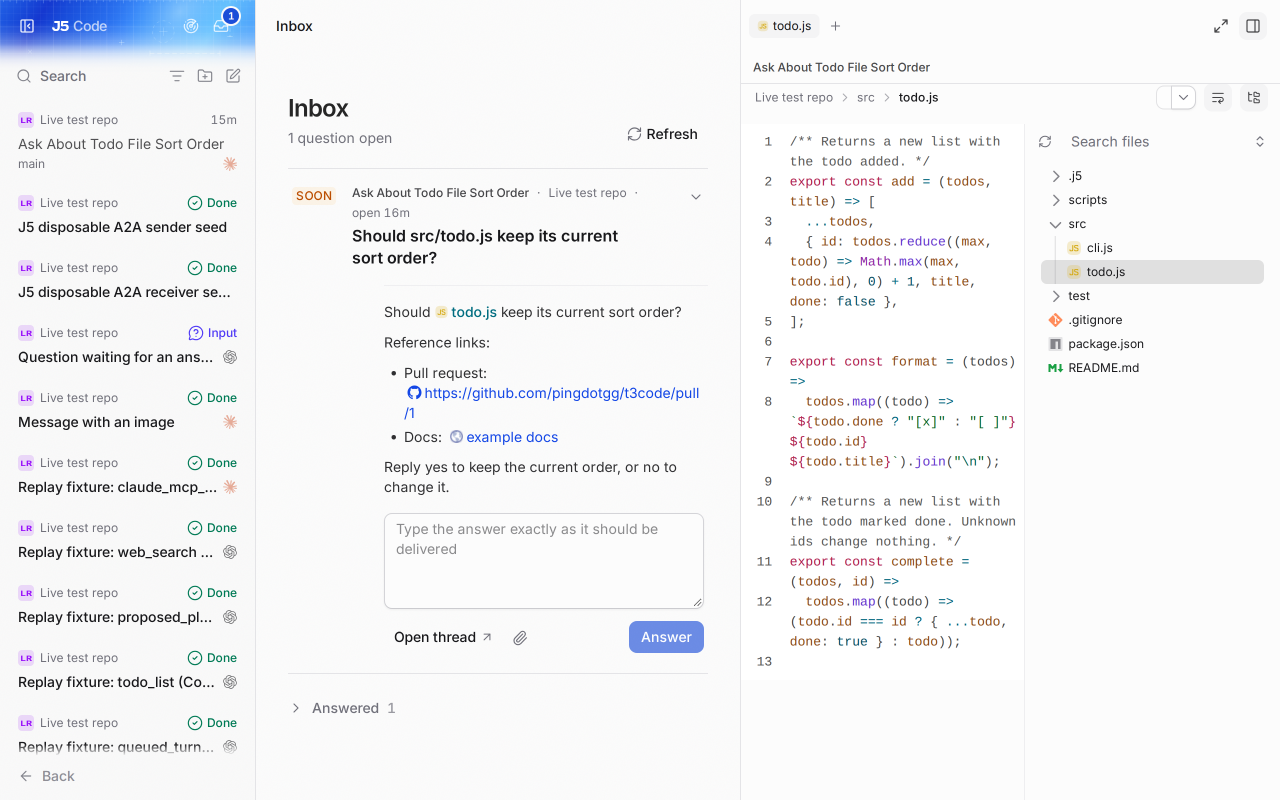 J5 Code
1
Search
LR Live test repo 15m
Ask About Todo File Sort Order
main
LR Live test repo Done
J5 disposable A2A sender seed
LR Live test repo Done
J5 disposable A2A receiver se...
LR Live test repo Input
Question waiting for an ans...
LR Live test repo Done
Message with an image
LR Live test repo Done
Replay fixture: claude_mcp_...
LR Live test repo Done
Replay fixture: web_search ...
LR Live test repo Done
Replay fixture: proposed_pl...
LR Live test repo Done
Replay fixture: todo_list (Co...
LR Live test repo Done
Replay fixture: queued_turn...
Back
Inbox
Inbox
1 question open
Refresh
SOON
Ask About Todo File Sort Order · Live test repo ·
open 16m
Should src/todo.js keep its current
sort order?
Should JS todo.js keep its current sort order?
Reference links:
• Pull request:
https://github.com/pingdotgg/t3code/pull
/1
• Docs: example docs
Reply yes to keep the current order, or no to
change it.
Type the answer exactly as it should be
delivered
Open thread
Answer
Answered 1
JS todo.js
Ask About Todo File Sort Order
Live test repo > src > todo.js
1 /** Returns a new list with
the todo added. */
2 export const add = (todos,
title) => [
3 ...todos,
4 { id: todos.reduce((max,
todo) => Math.max(max,
todo.id), 0) + 1, title,
done: false },
5 ];
6
7 export const format = (todos)
=>
8 todos.map((todo) =>
`${todo.done ? "[x]" : "[ ]"}
${todo.id}
${todo.title}`).join("\n");
9
10 /** Returns a new list with
the todo marked done. Unknown
ids change nothing. */
11 export const complete =
(todos, id) =>
12 todos.map((todo) =>
(todo.id === id ? { ...todo,
done: true } : todo));
13
Search files
.j5
scripts
src
JS cli.js
JS todo.js
test
.gitignore
package.json
M README.md